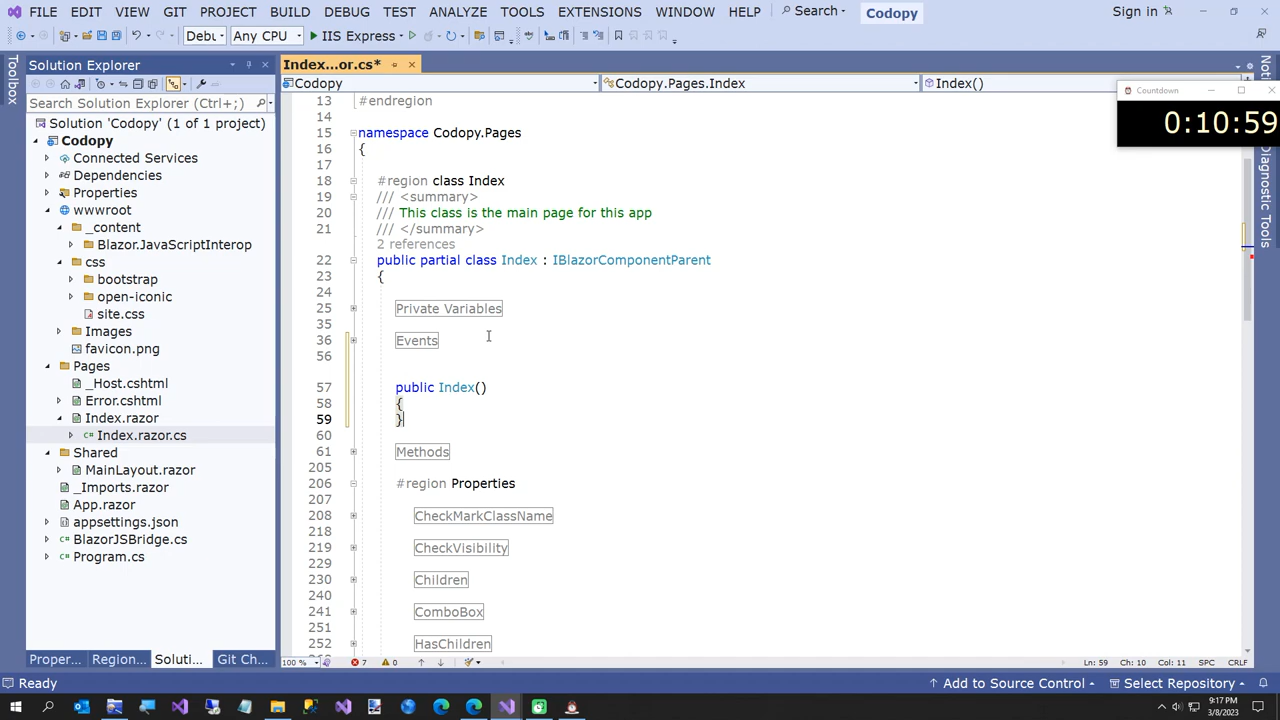 FILE EDIT VIEW GIT PROJECT BUILD DEBUG TEST ANALYZE TOOLS EXTENSIONS WINDOW HELP Search Codopy Sign in
Debu Any CPU IIS Express
Toolbox
Solution Explorer
Search Solution Explorer (Ctrl+;)
Solution 'Codopy' (1 of 1 project)
Codopy
Connected Services
Dependencies
Properties
wwwroot
_content
Blazor.JavaScriptInterop
css
bootstrap
open-iconic
site.css
Images
favicon.png
Pages
_Host.cshtml
Error.cshtml
Index.razor
Index.razor.cs
Shared
MainLayout.razor
_Imports.razor
App.razor
appsettings.json
BlazorJSBridge.cs
Program.cs
Proper... Region... Soluti... Git Ch...
Index...or.cs*
Codopy Codopy.Pages.Index Index()
13 #endregion
14
15 namespace Codopy.Pages
16 {
17
18 #region class Index
19 /// <summary>
20 /// This class is the main page for this app
21 /// </summary>
2 references
22 public partial class Index : IBlazorComponentParent
23 {
24
25 Private Variables
35
36 Events
56
57 public Index()
58 {
59 }
60
61 Methods
205
206 #region Properties
207
208 CheckMarkClassName
218
219 CheckVisibility
229
230 Children
240
241 ComboBox
251
252 HasChildren
100 % 7 0 Ln: 59 Ch: 10 Col: 11 SPC CRLF
Countdown
0:10:59
Diagnostic Tools
Ready Add to Source Control Select Repository
9:17 PM
3/8/2023